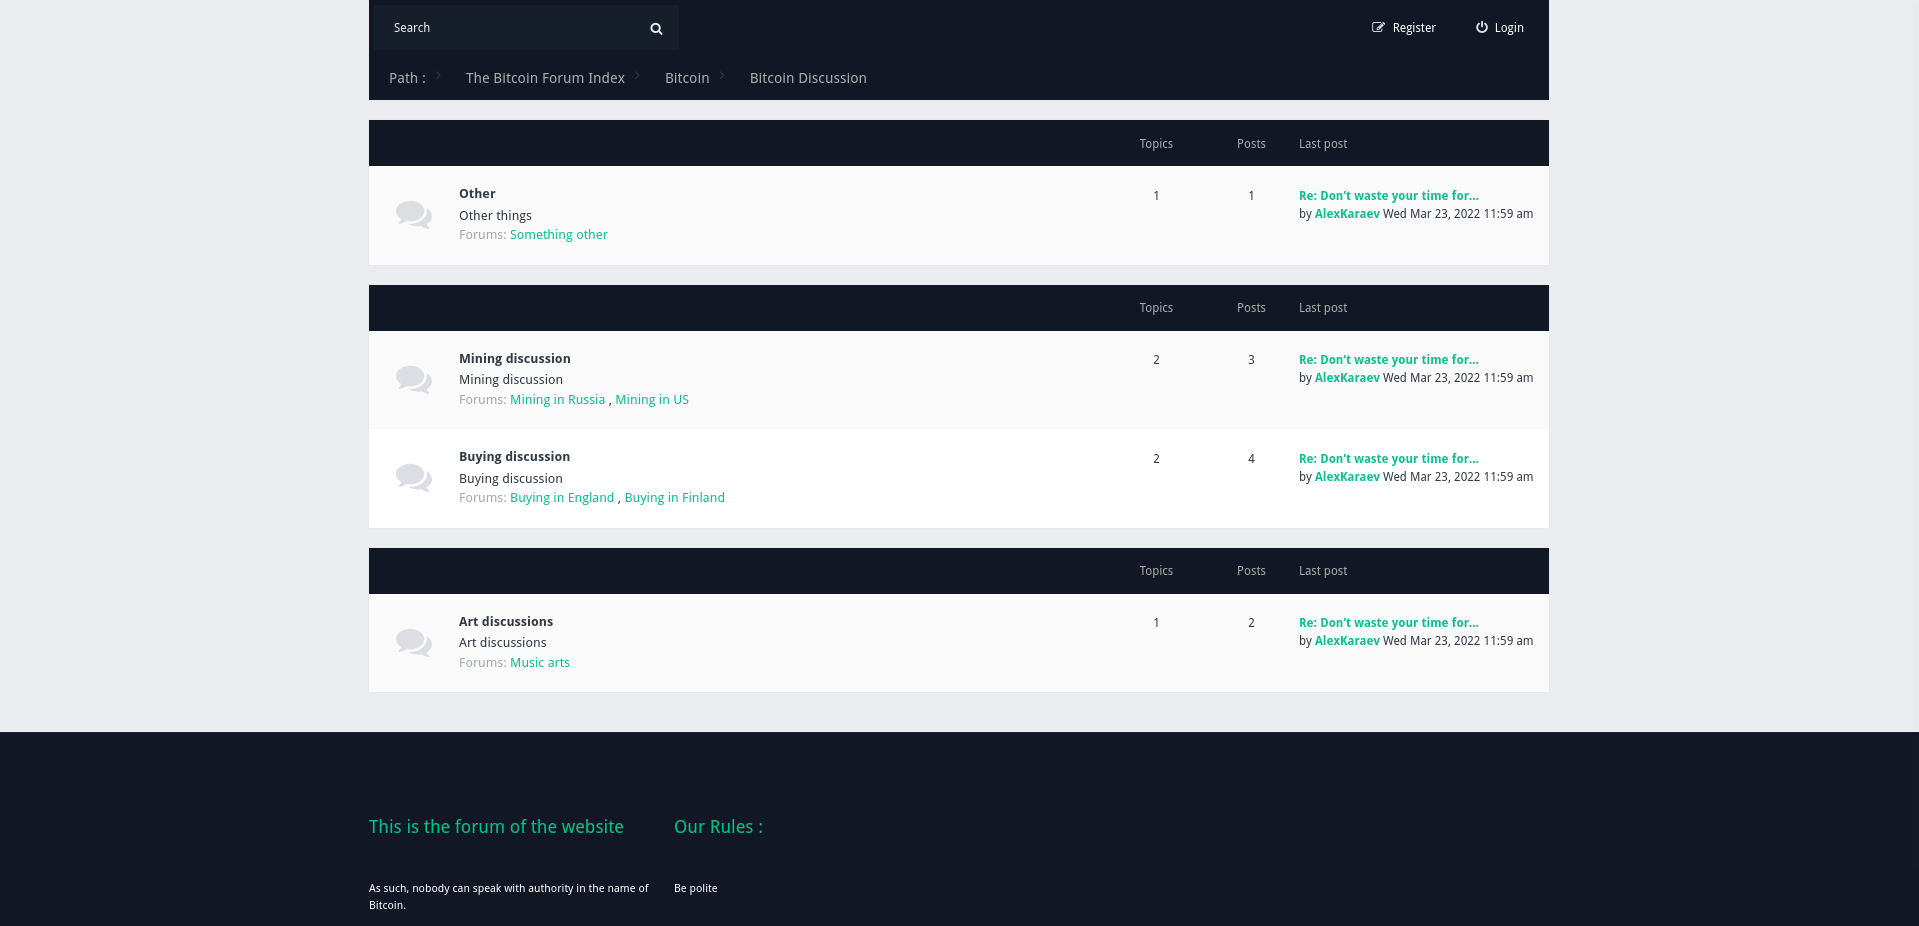 Search
Register
Login
Path :
The Bitcoin Forum Index
Bitcoin
Bitcoin Discussion
Topics Posts Last post
Other 1 1 Re: Don't waste your time for...
Other things by AlexKaraev Wed Mar 23, 2022 11:59 am
Forums: Something other
Topics Posts Last post
Mining discussion 2 3 Re: Don't waste your time for...
Mining discussion by AlexKaraev Wed Mar 23, 2022 11:59 am
Forums: Mining in Russia , Mining in US
Buying discussion 2 4 Re: Don't waste your time for...
Buying discussion by AlexKaraev Wed Mar 23, 2022 11:59 am
Forums: Buying in England , Buying in Finland
Topics Posts Last post
Art discussions 1 2 Re: Don't waste your time for...
Art discussions by AlexKaraev Wed Mar 23, 2022 11:59 am
Forums: Music arts
This is the forum of the website
As such, nobody can speak with authority in the name of
Bitcoin.
Our Rules :
Be polite